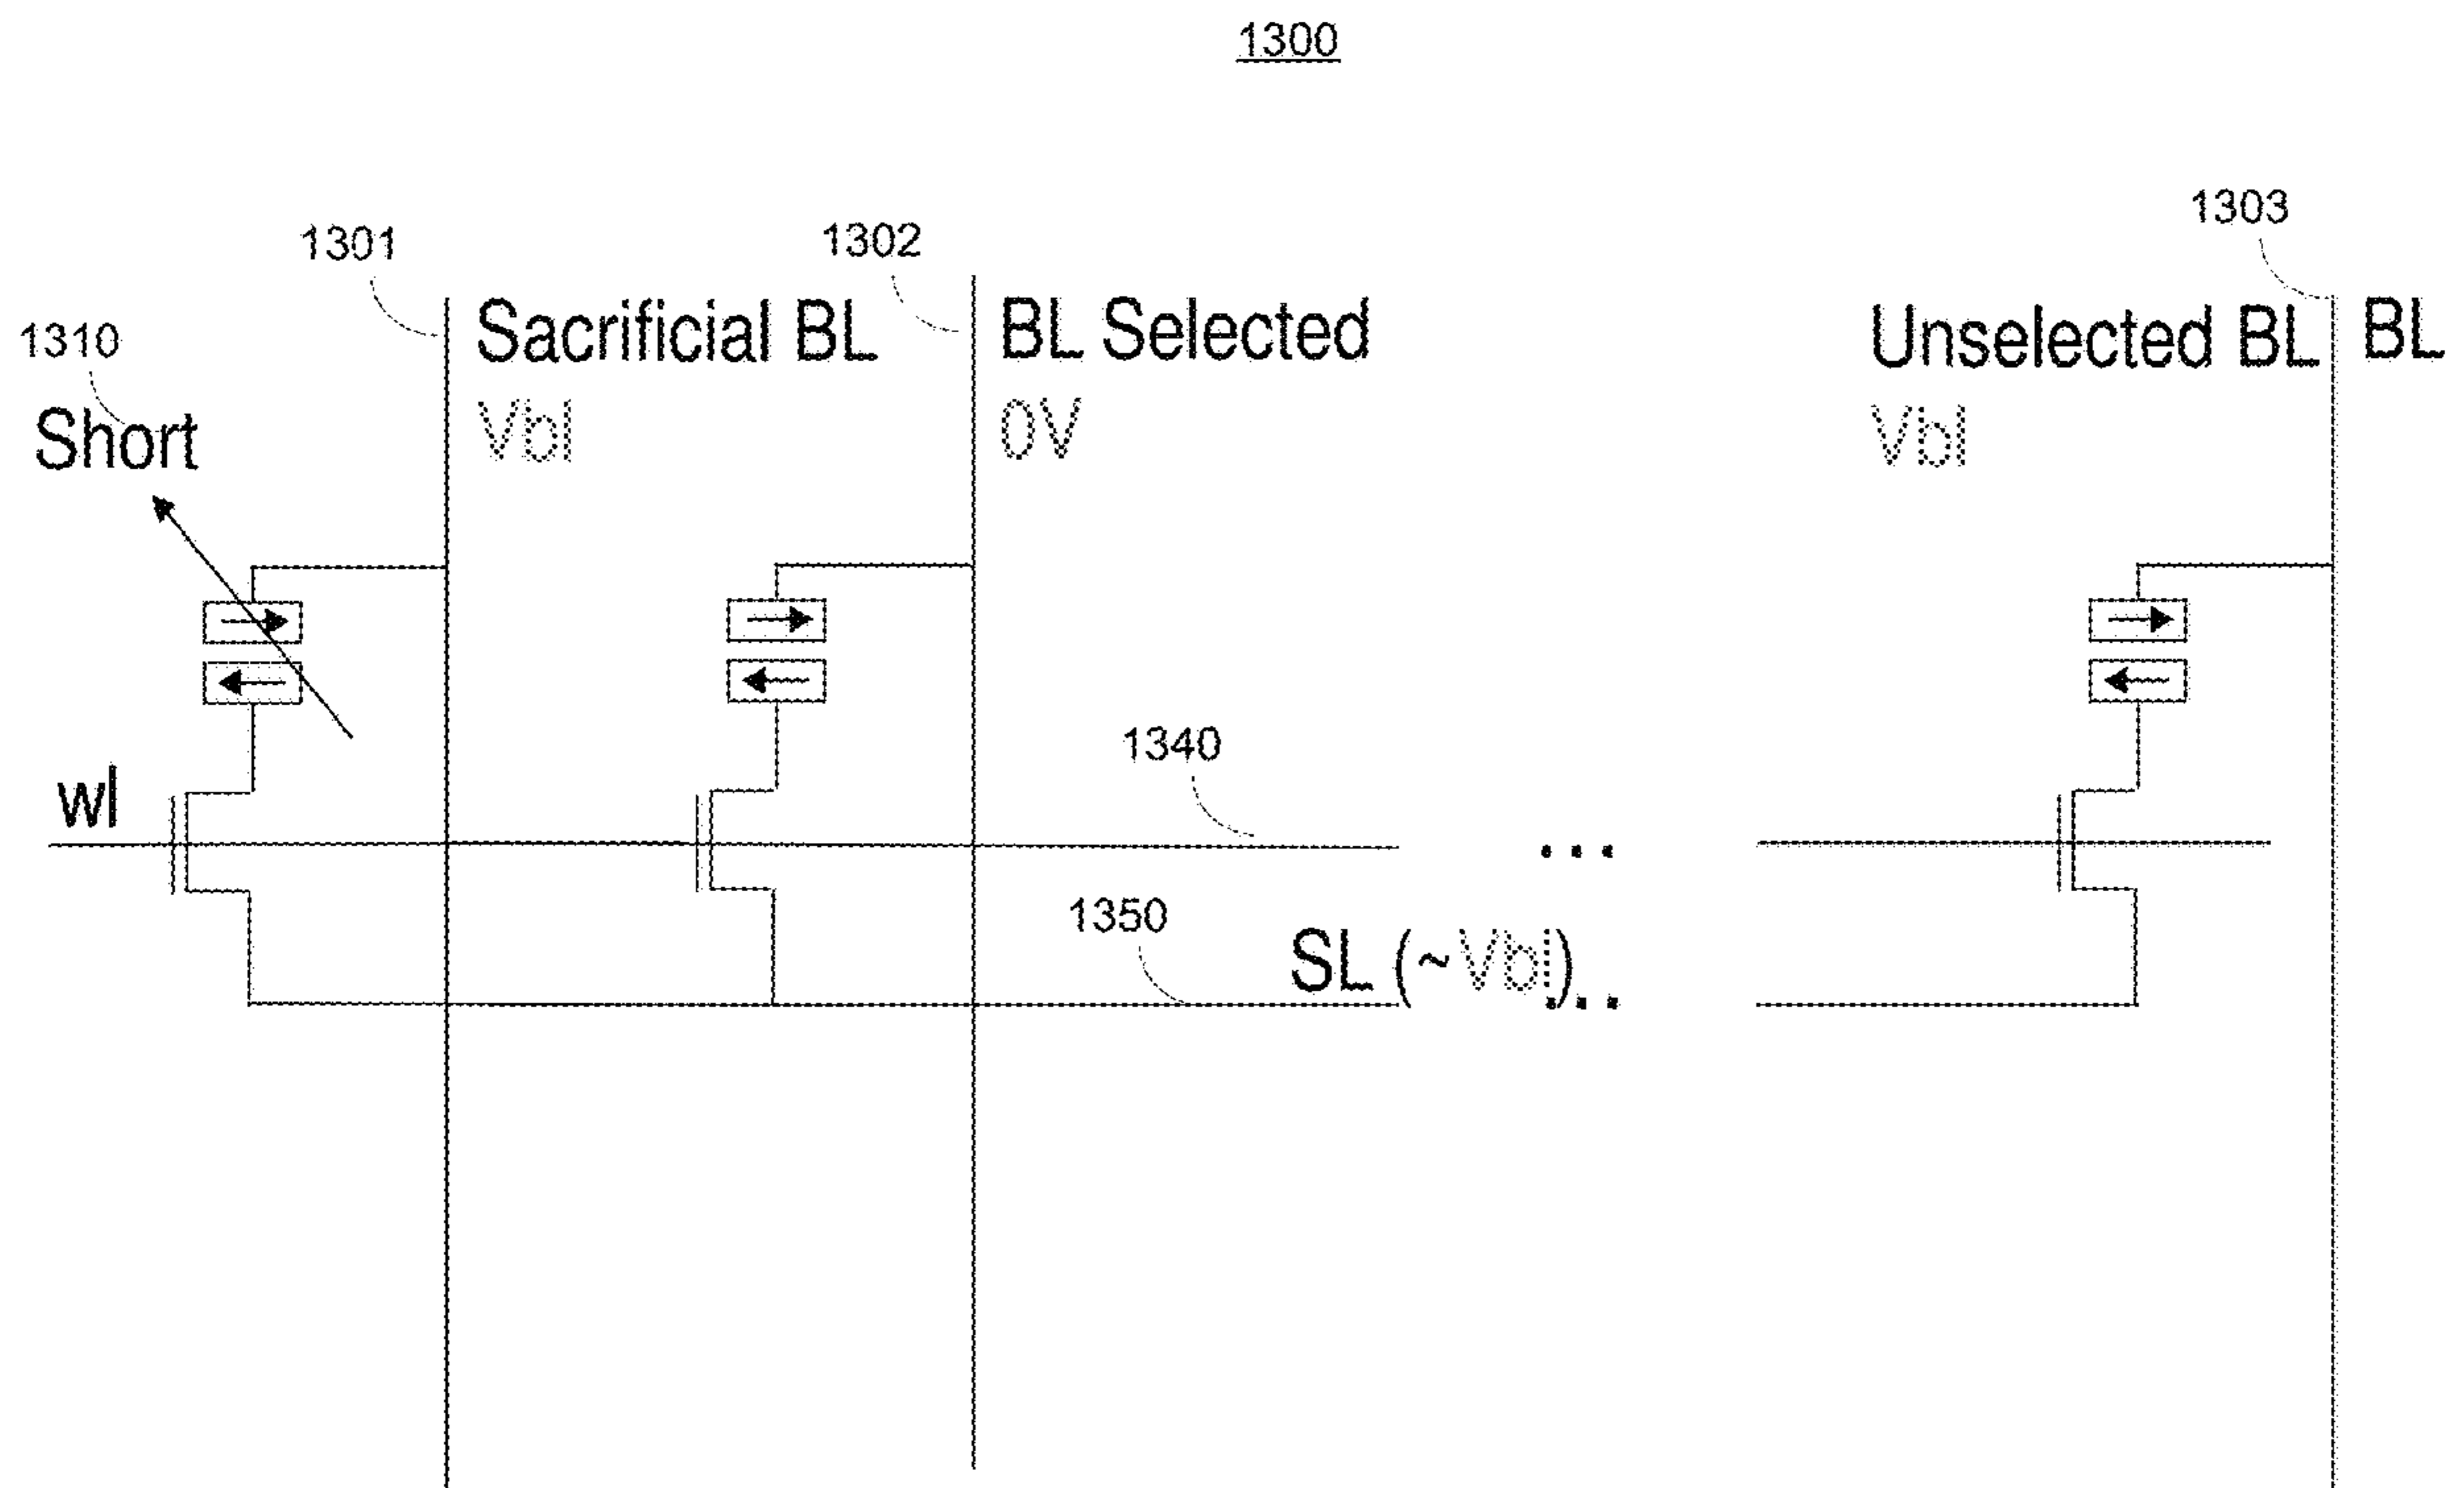 1300
1301
1302
1303
1310
Sacrificial BL
BL Selected
Unselected BL
BL
Vbl
0V
Vbl
Short
wl
1340
...
1350
SL (~Vbl)
...